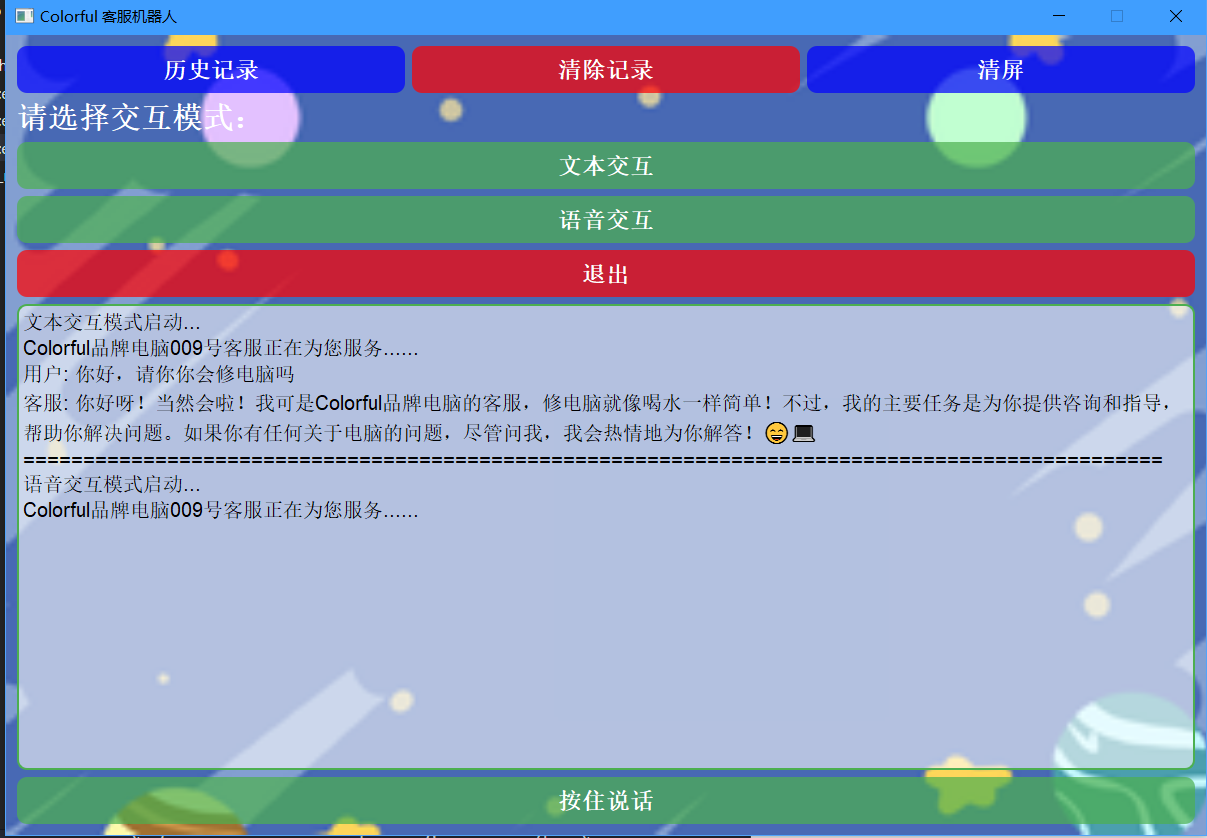 Colorful 客服机器人
历史记录 清除记录 清屏
请选择交互模式：
文本交互
语音交互
退出
文本交互模式启动...
Colorful品牌电脑009号客服正在为您服务......
用户: 你好，请你你会修电脑吗
客服: 你好呀！当然会啦！我可是Colorful品牌电脑的客服，修电脑就像喝水一样简单！不过，我的主要任务是为你提供咨询和指导，
帮助你解决问题。如果你有任何关于电脑的问题，尽管问我，我会热情地为你解答！😄💻
===============================================================================================
语音交互模式启动...
Colorful品牌电脑009号客服正在为您服务......
按住说话